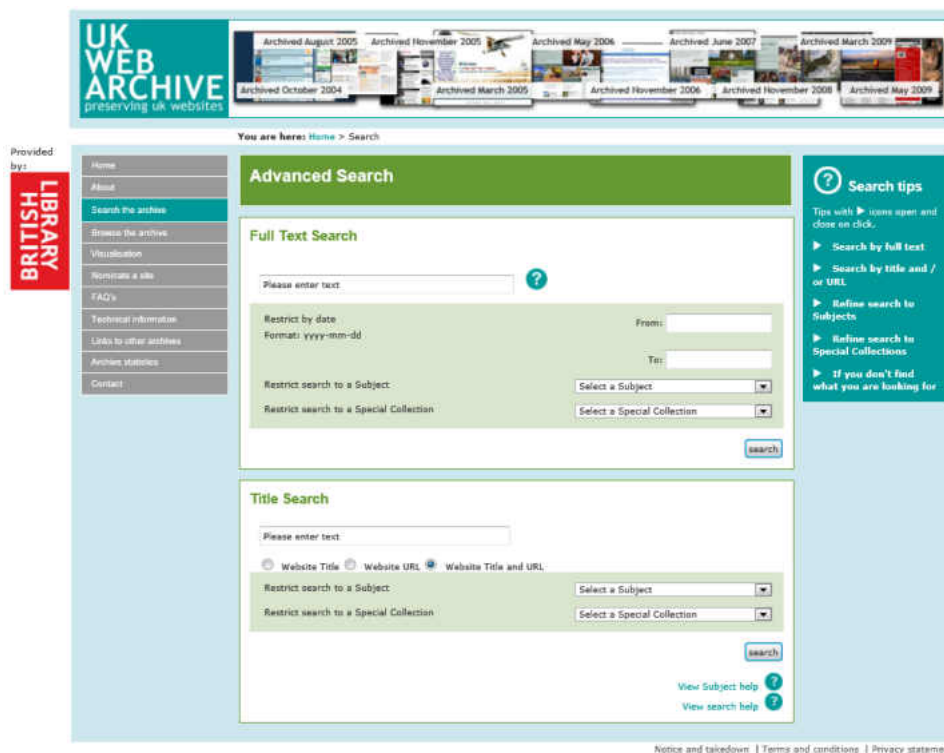 UK
WEB
ARCHIVE
preserving uk websites
Archived August 2005
Archived November 2005
Archived May 2006
Archived June 2007
Archived March 2009
Archived October 2004
Archived March 2005
Archived November 2006
Archived November 2008
Archived May 2009
You are here: Home > Search
Provided
by:
BRITISH
LIBRARY
Home
About
Search the archive
Browse the archive
Visualisation
Nominate a site
FAQ's
Technical information
Links to other archives
Archive statistics
Contact
Advanced Search
Full Text Search
Please enter text
?
Restrict by date
Format: yyyy-mm-dd
From:
To:
Restrict search to a Subject
Select a Subject
Restrict search to a Special Collection
Select a Special Collection
search
Title Search
Please enter text
Website Title Website URL Website Title and URL
Restrict search to a Subject
Select a Subject
Restrict search to a Special Collection
Select a Special Collection
search
View Subject help ?
View search help ?
? Search tips
Tips with ► icons open and
close on click.
► Search by full text
► Search by title and /
or URL
► Refine search to
Subjects
► Refine search to
Special Collections
► If you don't find
what you are looking for
Notice and takedown | Terms and conditions | Privacy stateme